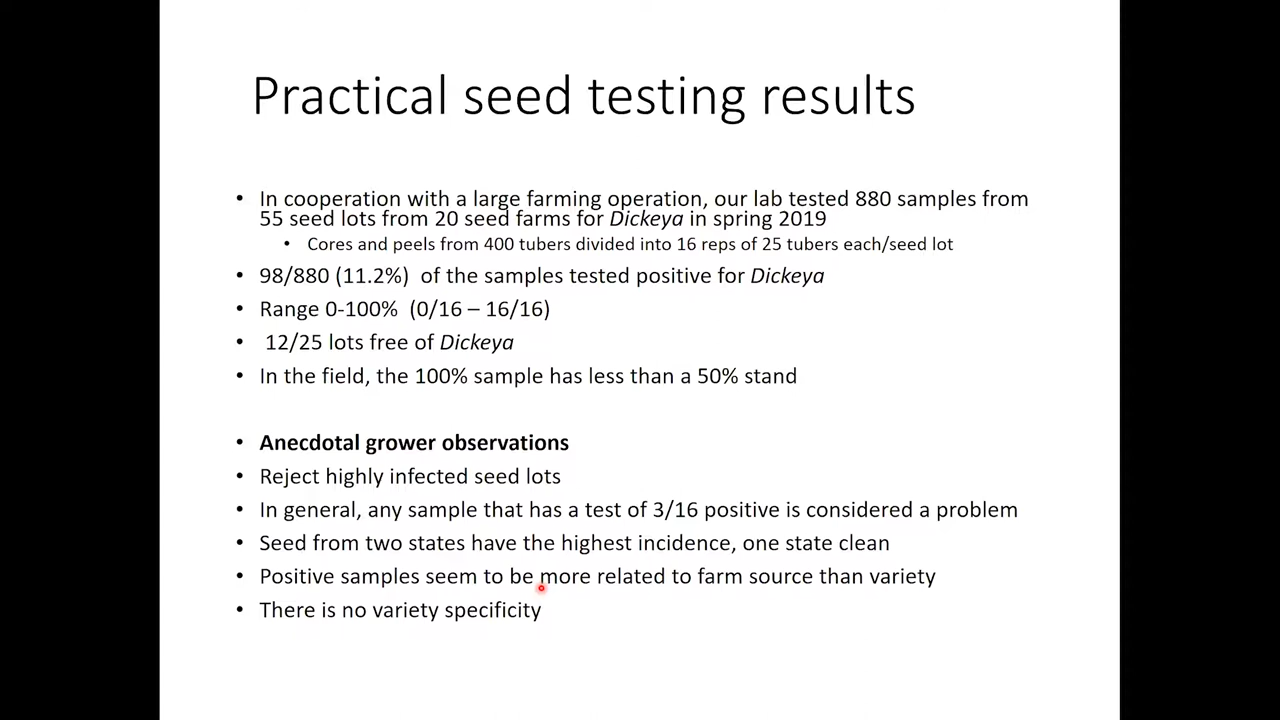 Practical seed testing results
• In cooperation with a large farming operation, our lab tested 880 samples from
55 seed lots from 20 seed farms for Dickeya in spring 2019
• Cores and peels from 400 tubers divided into 16 reps of 25 tubers each/seed lot
• 98/880 (11.2%) of the samples tested positive for Dickeya
• Range 0-100% (0/16 – 16/16)
• 12/25 lots free of Dickeya
• In the field, the 100% sample has less than a 50% stand
• Anecdotal grower observations
• Reject highly infected seed lots
• In general, any sample that has a test of 3/16 positive is considered a problem
• Seed from two states have the highest incidence, one state clean
• Positive samples seem to be more related to farm source than variety
• There is no variety specificity